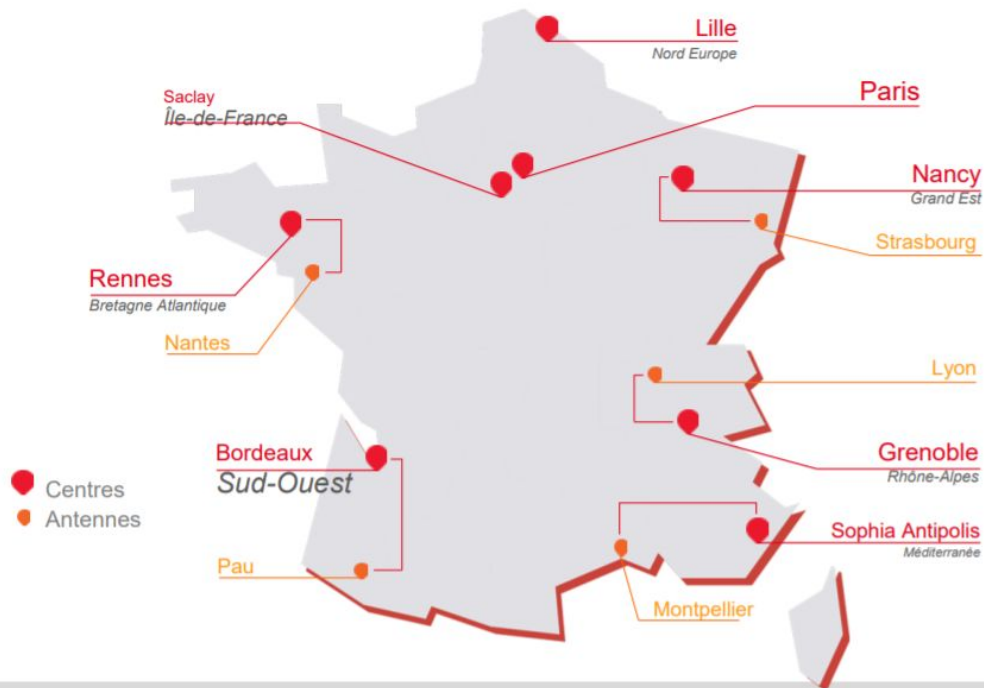 Lille
Nord Europe
Paris
Saclay
Île-de-France
Nancy
Grand Est
Strasbourg
Rennes
Bretagne Atlantique
Nantes
Lyon
Bordeaux
Sud-Ouest
Grenoble
Rhône-Alpes
Centres
Antennes
Sophia Antipolis
Méditerranée
Pau
Montpellier